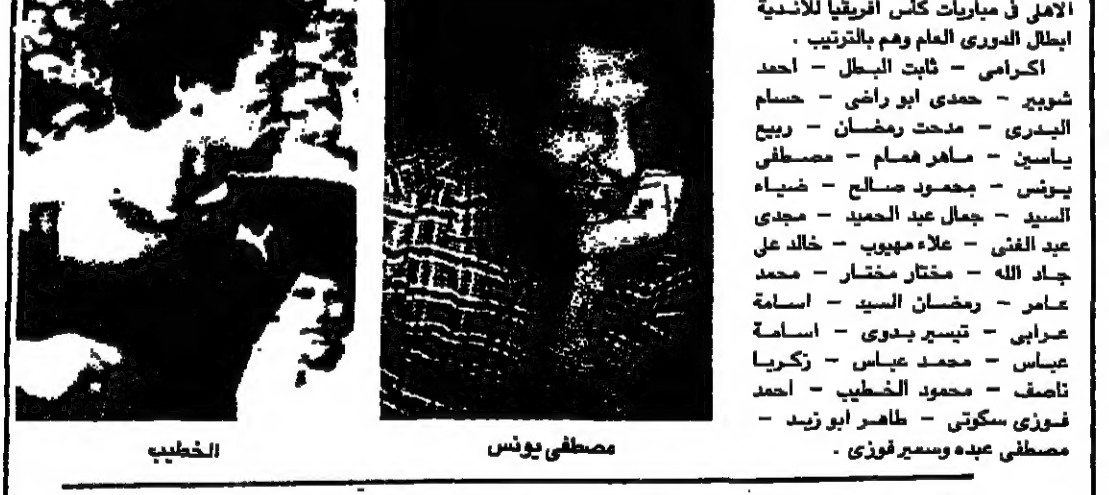 الاهلى فى مباريات كأس افريقيا للأندية
ابطال الدورى العام وهم بالترتيب .
اكرامى – ثابت البطل – احمد
شوبير – حمدى ابو راضى – حسام
البدرى – مدحت رمضان – ربيع
ياسين – ماهر همام – مصطفى
يونس – محمود صالح – ضياء
السيد – جمال عبد الحميد – مجدى
عبد الغنى – علاء ميهوب – خالد على
جاد الله – مختار مختار – محمد
عامر – رمضان السيد – اسامة
عرابى – تيسير بدوى – اسامة
عباس – محمد عباس – زكريا
ناصف – محمود الخطيب – احمد
فوزى سكوتى – طاهر ابو زيد –
مصطفى عبده وسمير فوزى .
مصطفى يونس
الخطيب